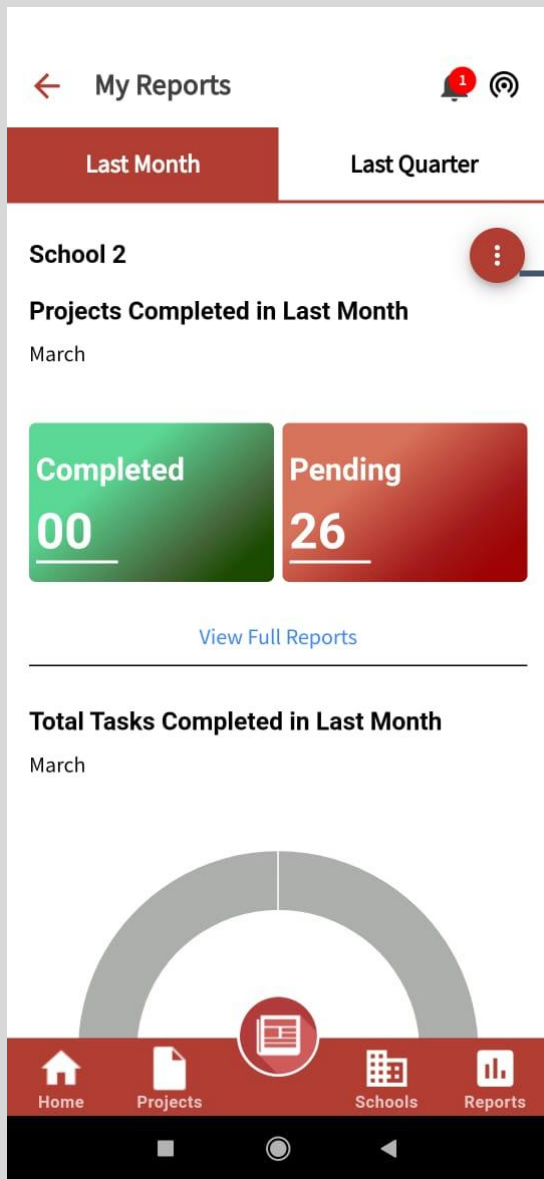 My Reports
1
Last Month
Last Quarter
School 2
Projects Completed in Last Month
March
Completed
Pending
00
26
View Full Reports
Total Tasks Completed in Last Month
March
Home
Projects
Schools
Reports